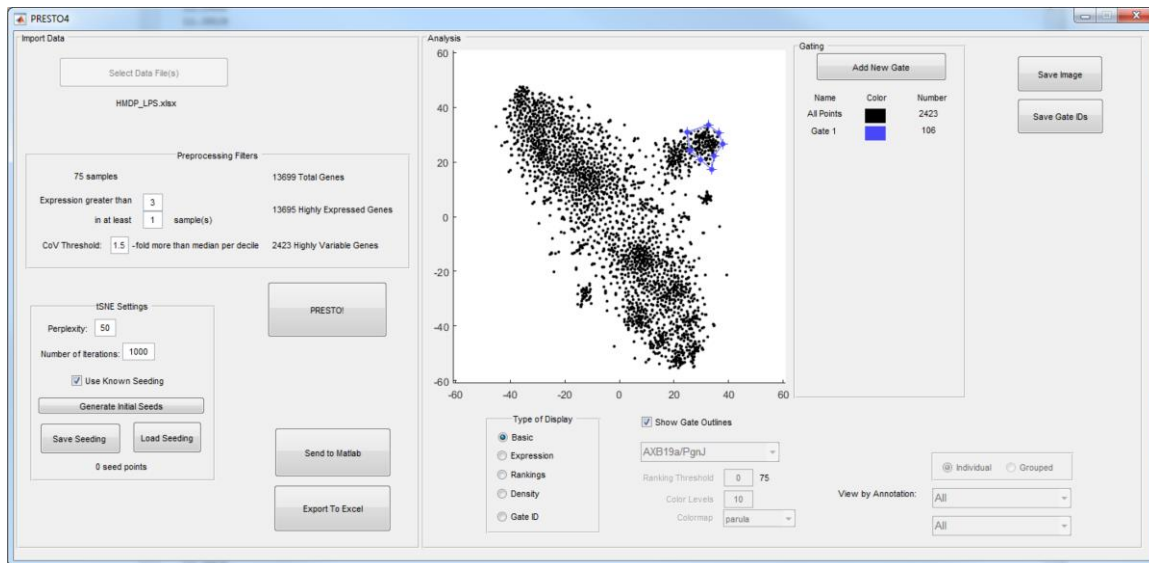 PRESTO4
Import Data
Select Data File(s)
HMDP_LPS.xlsx
Preprocessing Filters
75 samples
13699 Total Genes
Expression greater than 3
in at least 1 sample(s)
13695 Highly Expressed Genes
CoV Threshold: 1.5 -fold more than median per decile
2423 Highly Variable Genes
tSNE Settings
Perplexity: 50
Number of Iterations: 1000
Use Known Seeding
Generate Initial Seeds
Save Seeding
Load Seeding
0 seed points
PRESTO!
Send to Matlab
Export To Excel
Analysis
60
40
20
0
-20
-40
-60
-60 -40 -20 0 20 40 60
Gating
Add New Gate
Name Color Number
All Points 2423
Gate 1 106
Save Image
Save Gate IDs
Type of Display
Basic
Expression
Rankings
Density
Gate ID
Show Gate Outlines
AXB19a/PgnJ
Ranking Threshold 0 75
Color Levels 10
Colormap parula
Individual Grouped
View by Annotation: All
All